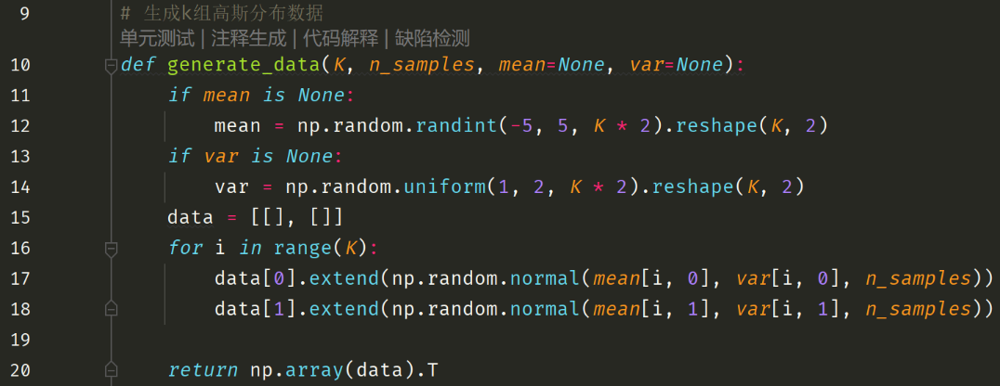 9 # 生成k组高斯分布数据
单元测试 | 注释生成 | 代码解释 | 缺陷检测
10 def generate_data(K, n_samples, mean=None, var=None):
11 if mean is None:
12 mean = np.random.randint(-5, 5, K * 2).reshape(K, 2)
13 if var is None:
14 var = np.random.uniform(1, 2, K * 2).reshape(K, 2)
15 data = [[], []]
16 for i in range(K):
17 data[0].extend(np.random.normal(mean[i, 0], var[i, 0], n_samples))
18 data[1].extend(np.random.normal(mean[i, 1], var[i, 1], n_samples))
19
20 return np.array(data).T